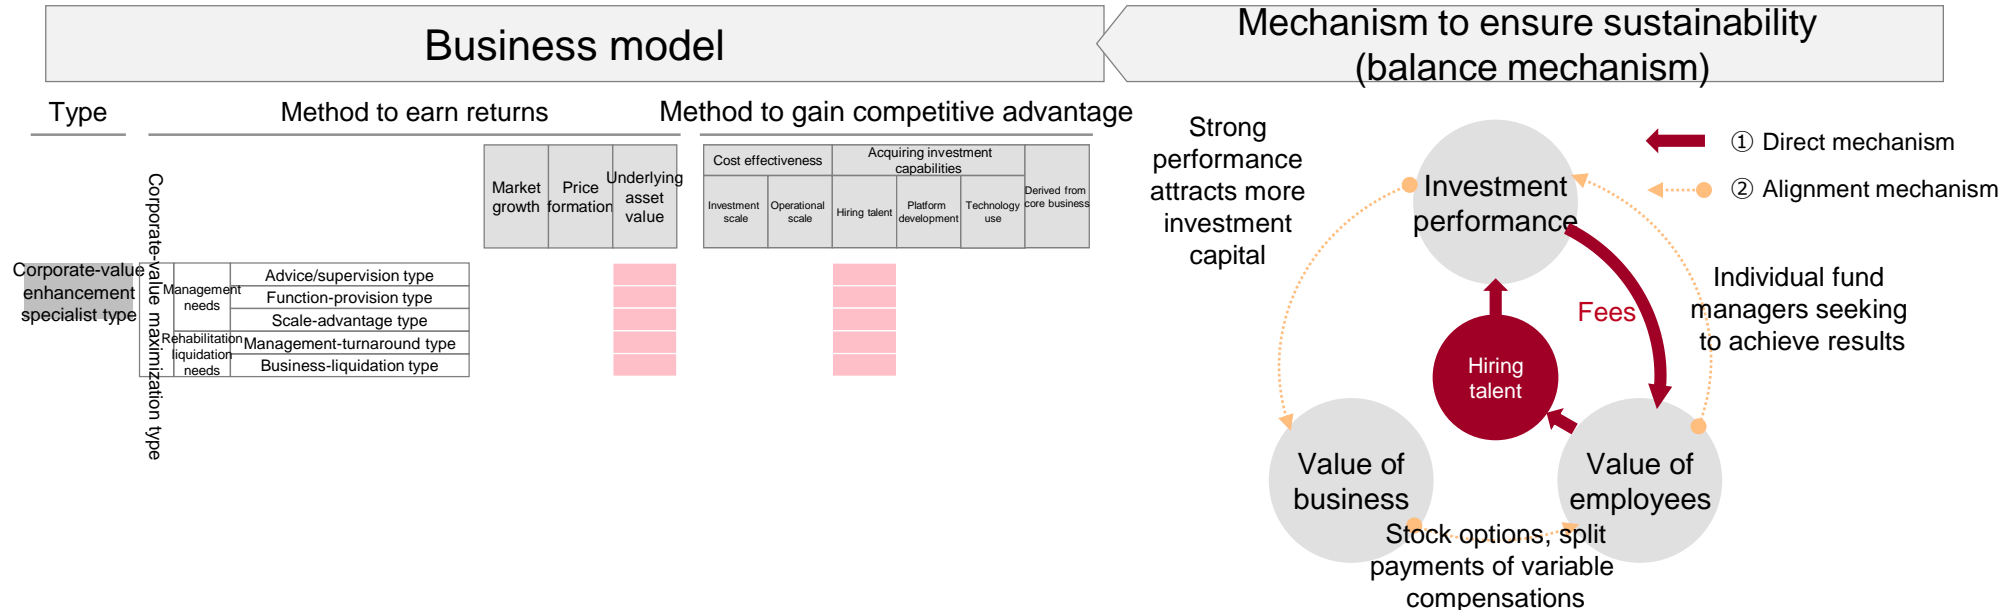 Business model
Mechanism to ensure sustainability
(balance mechanism)
Type
Method to earn returns
Method to gain competitive advantage
Market
growth
Price
formation
Underlying
asset
value
Cost effectiveness
Acquiring investment
capabilities
Investment
scale
Operational
scale
Hiring talent
Platform
development
Technology
use
Derived from
core business
Corporate-value
enhancement
specialist type
Corporate-value maximization type
Management
needs
Advice/supervision type
Function-provision type
Scale-advantage type
Rehabilitation
liquidation
needs
Management-turnaround type
Business-liquidation type
Strong
performance
attracts more
investment
capital
Investment
performance
① Direct mechanism
② Alignment mechanism
Fees
Individual fund
managers seeking
to achieve results
Hiring
talent
Value of
business
Value of
employees
Stock options, split
payments of variable
compensations